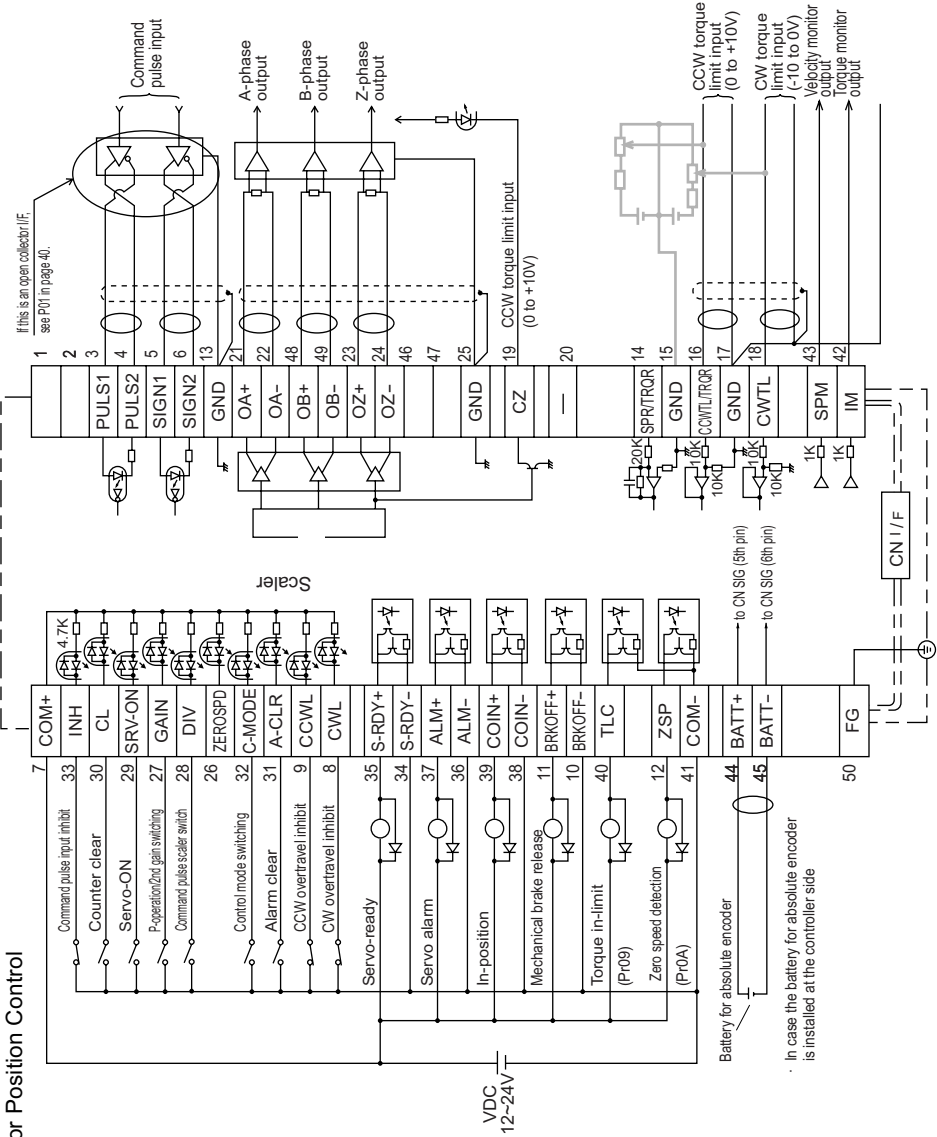 or Position Control
7
33
30
29
27
28
26
32
31
9
8
35
34
37
36
39
38
11
10
40
12
41
44
45
50
Command pulse input inhibit
Counter clear
Servo-ON
P-operation/2nd gain switching
Command pulse scaler switch
Control mode switching
Alarm clear
CCW overtravel inhibit
CW overtravel inhibit
Servo-ready
Servo alarm
In-position
Mechanical brake release
Torque in-limit
(Pr09)
Zero speed detection
(Pr0A)
VDC
12~24V
Battery for absolute encoder
· In case the battery for absolute encoder
is installed at the controller side
COM+
INH
CL
SRV-ON
GAIN
DIV
ZEROSPD
C-MODE
A-CLR
CCWL
CWL
S-RDY+
S-RDY−
ALM+
ALM−
COIN+
COIN−
BRKOFF+
BRKOFF−
TLC
ZSP
COM-
BATT+
BATT-
FG
4.7K
Scaler
to CN SIG (5th pin)
to CN SIG (6th pin)
CN I / F
PULS1
PULS2
SIGN1
SIGN2
GND
OA+
OA-
OB+
OB-
OZ+
OZ-
GND
CZ
—
SPR/TRQR
GND
CCWTL/TRQR
GND
CWTL
SPM
IM
20K
10K
10K
10K
10K
1K
1K
1
2
3
4
5
6
13
21
22
48
49
23
24
46
47
25
19
20
14
15
16
17
18
43
42
If this is an open collector I/F,
see P01 in page 40.
Command
pulse input
A-phase
output
B-phase
output
Z-phase
output
CCW torque limit input
(0 to +10V)
CCW torque
limit input
(0 to +10V)
CW torque
limit input
(-10 to 0V)
Velocity monitor
output
Torque monitor
output